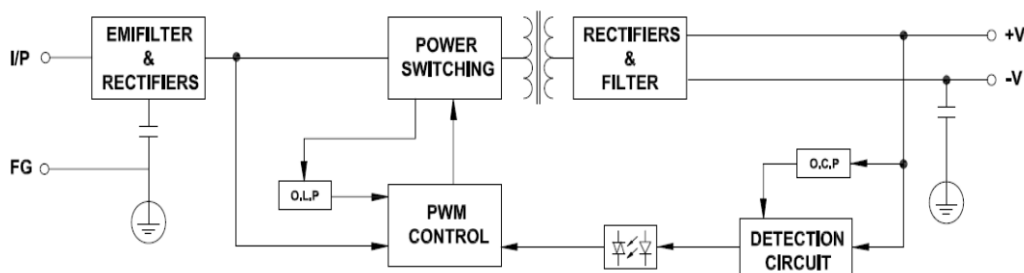 I/P
EMIFILTER
&
RECTIFIERS
POWER
SWITCHING
RECTIFIERS
&
FILTER
+V
-V
FG
O.L.P
PWM
CONTROL
O.C.P
DETECTION
CIRCUIT